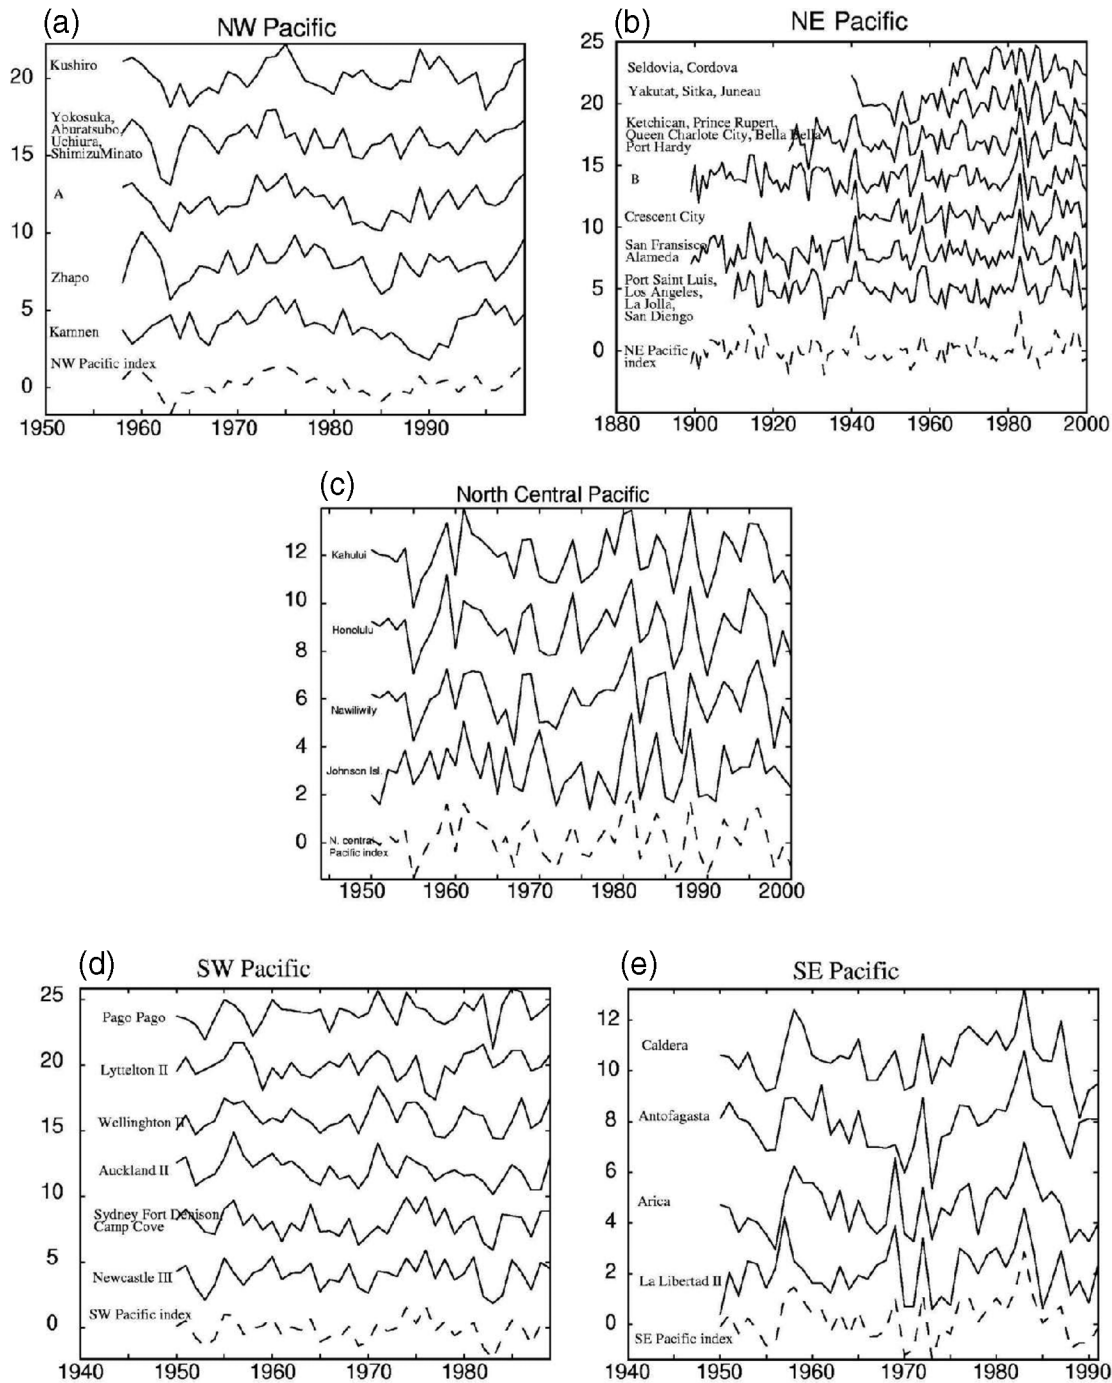 (a)
NW Pacific
20
15
10
5
0
Kushiro
Yokosuka,
Aburatsubo,
Uchiura,
ShimizuMinato
A
Zhapo
Kamnen
NW Pacific index
1950 1960 1970 1980 1990
(b)
NE Pacific
25
20
15
10
5
0
Seldovia, Cordova
Yakutat, Sitka, Juneau
Ketchican, Prince Rupert,
Queen Charlote City, Bella Bella
Port Hardy
B
Crescent City
San Fransisco
Alameda
Port Saint Luis,
Los Angeles,
La Jolla,
San Diengo
NE Pacific
index
1880 1900 1920 1940 1960 1980 2000
(c)
North Central Pacific
12
10
8
6
4
2
0
Kahului
Honolulu
Nawiliwily
Johnson Isl.
N. central
Pacific index
1950 1960 1970 1980 1990 2000
(d)
SW Pacific
25
20
15
10
5
0
Pago Pago
Lyttelton II
Wellinghton II
Auckland II
Sydney Fort Denison,
Camp Cove
Newcastle III
SW Pacific index
1940 1950 1960 1970 1980
(e)
SE Pacific
12
10
8
6
4
2
0
Caldera
Antofagasta
Arica
La Libertad II
SE Pacific index
1940 1950 1960 1970 1980 1990